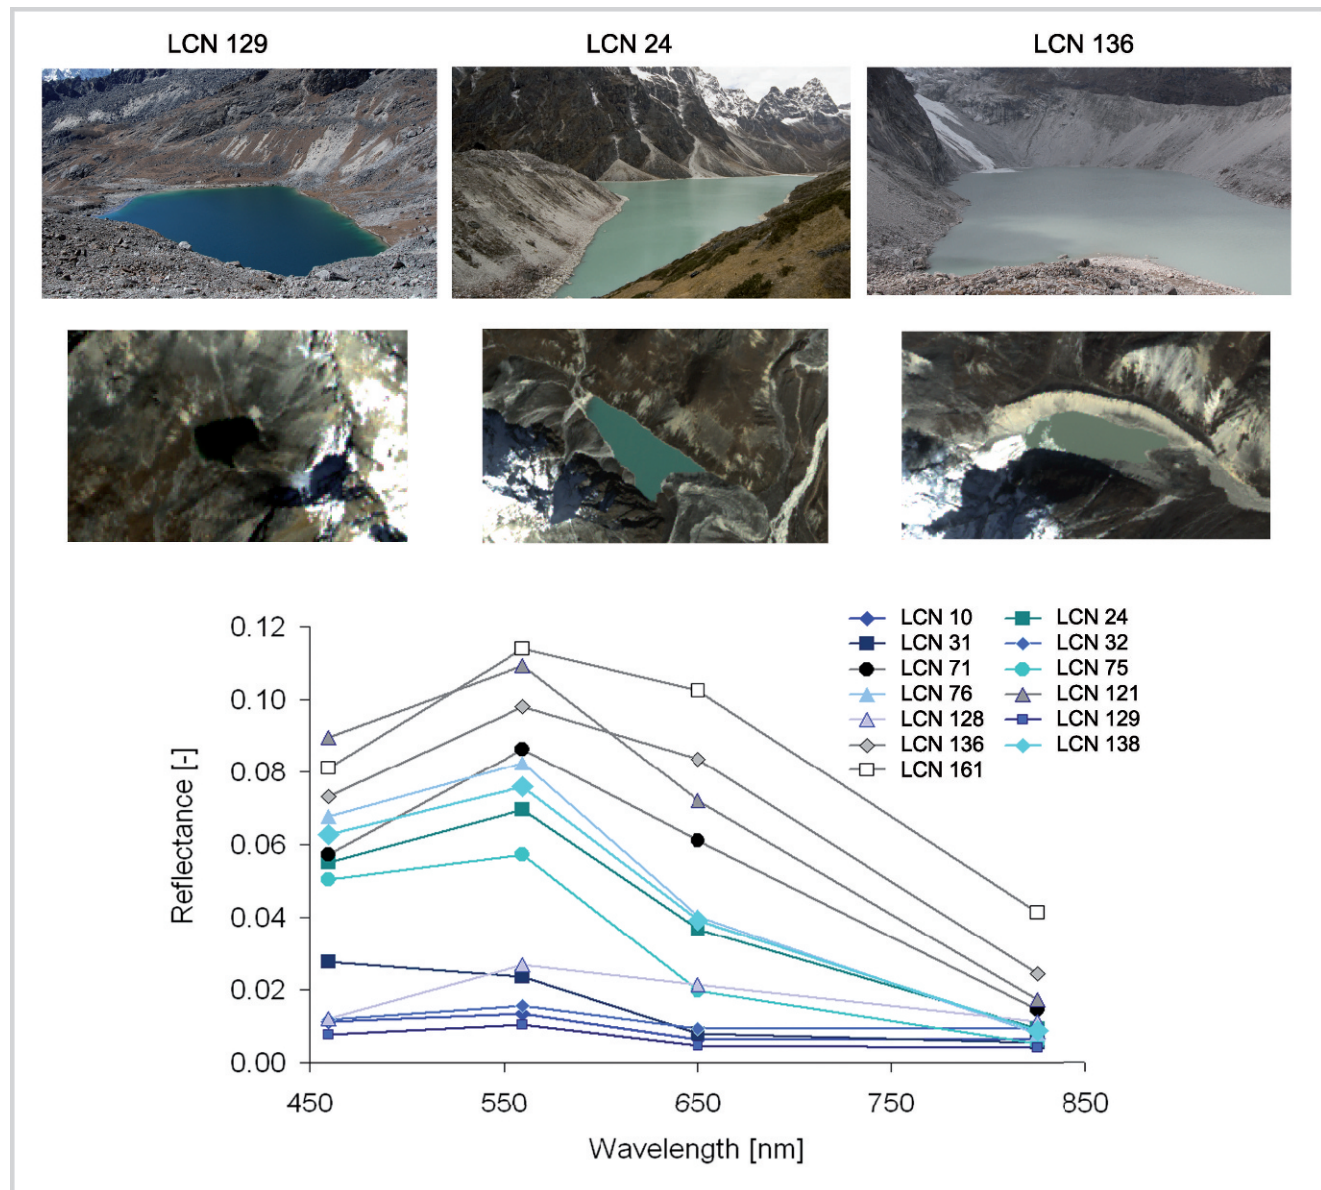 LCN 129 LCN 24 LCN 136
LCN 10 LCN 24
LCN 31 LCN 32
LCN 71 LCN 75
LCN 76 LCN 121
LCN 128 LCN 129
LCN 136 LCN 138
LCN 161
Reflectance [-]
0.12
0.10
0.08
0.06
0.04
0.02
0.00
450 550 650 750 850
Wavelength [nm]